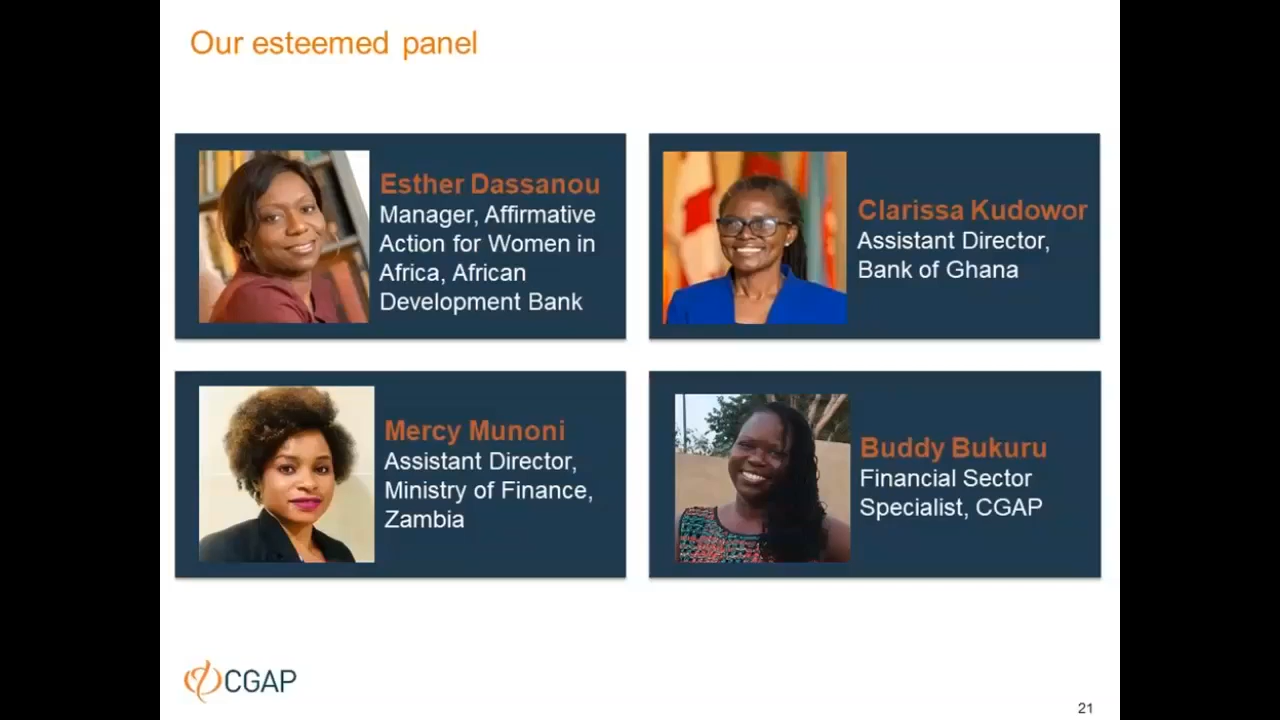 Our esteemed panel
Esther Dassanou
Manager, Affirmative
Action for Women in
Africa, African
Development Bank
Clarissa Kudowor
Assistant Director,
Bank of Ghana
Mercy Munoni
Assistant Director,
Ministry of Finance,
Zambia
Buddy Bukuru
Financial Sector
Specialist, CGAP
CGAP
21